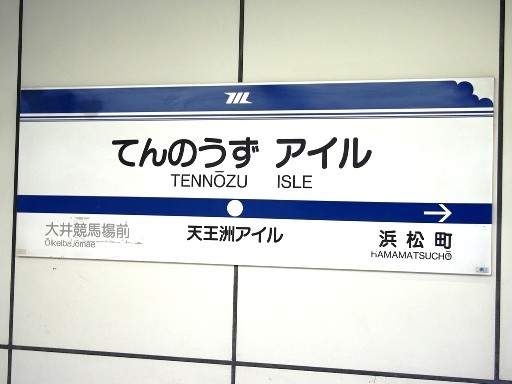 てんのうず アイル
TENNŌZU ISLE
大井競馬場前 天王洲アイル 浜松町
Ōikeibajōmae HAMAMATSUCHŌ